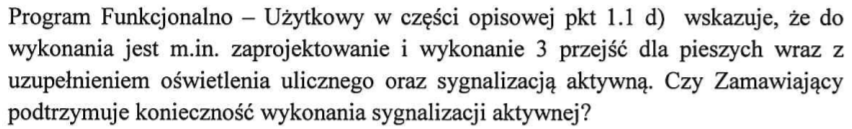 Program Funkcjonalno – Użytkowy w części opisowej pkt 1.1 d) wskazuje, że do
wykonania jest m.in. zaprojektowanie i wykonanie 3 przejść dla pieszych wraz z
uzupełnieniem oświetlenia ulicznego oraz sygnalizacją aktywną. Czy Zamawiający
podtrzymuje konieczność wykonania sygnalizacji aktywnej?